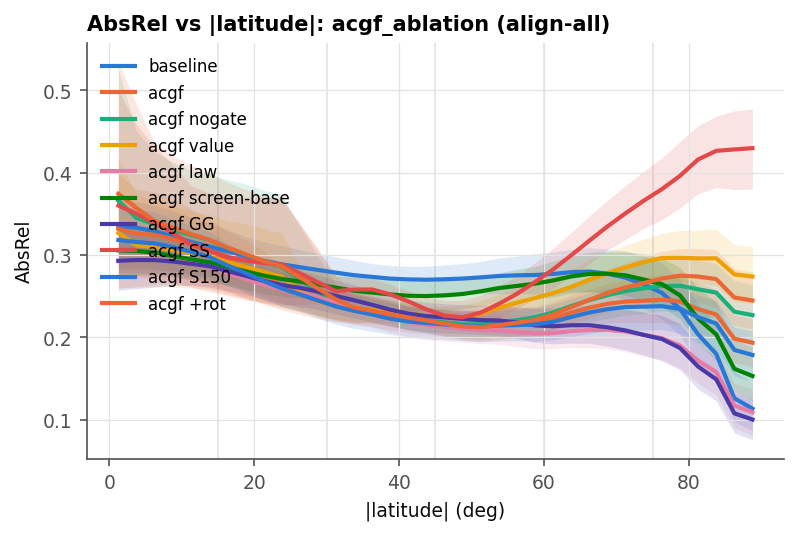 AbsRel vs |latitude|: acgf_ablation (align-all)
baseline
acgf
acgf nogate
acgf value
acgf law
acgf screen-base
acgf GG
acgf SS
acgf S150
acgf +rot
0.5
0.4
0.3
0.2
0.1
AbsRel
0
20
40
60
80
|latitude| (deg)